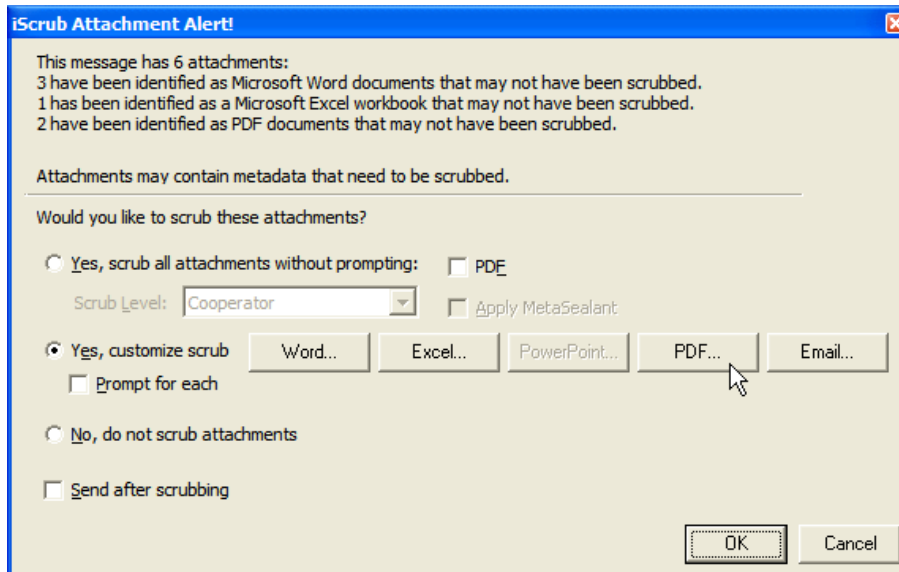 iScrub Attachment Alert!
This message has 6 attachments:
3 have been identified as Microsoft Word documents that may not have been scrubbed.
1 has been identified as a Microsoft Excel workbook that may not have been scrubbed.
2 have been identified as PDF documents that may not have been scrubbed.
Attachments may contain metadata that need to be scrubbed.
Would you like to scrub these attachments?
Yes, scrub all attachments without prompting: PDF
Scrub Level: Cooperator Apply MetaSealant
Yes, customize scrub Word... Excel... PowerPoint... PDF... Email...
Prompt for each
No, do not scrub attachments
Send after scrubbing
OK Cancel